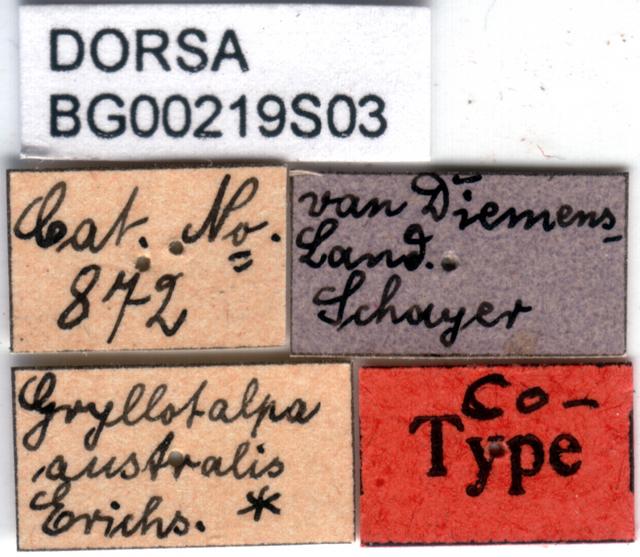 DORSA
BG00219S03
Cat. No.
872
van Diemens-
Land.
Schayer
Gryllotalpa
australis
Erichs. *
Co-
Type